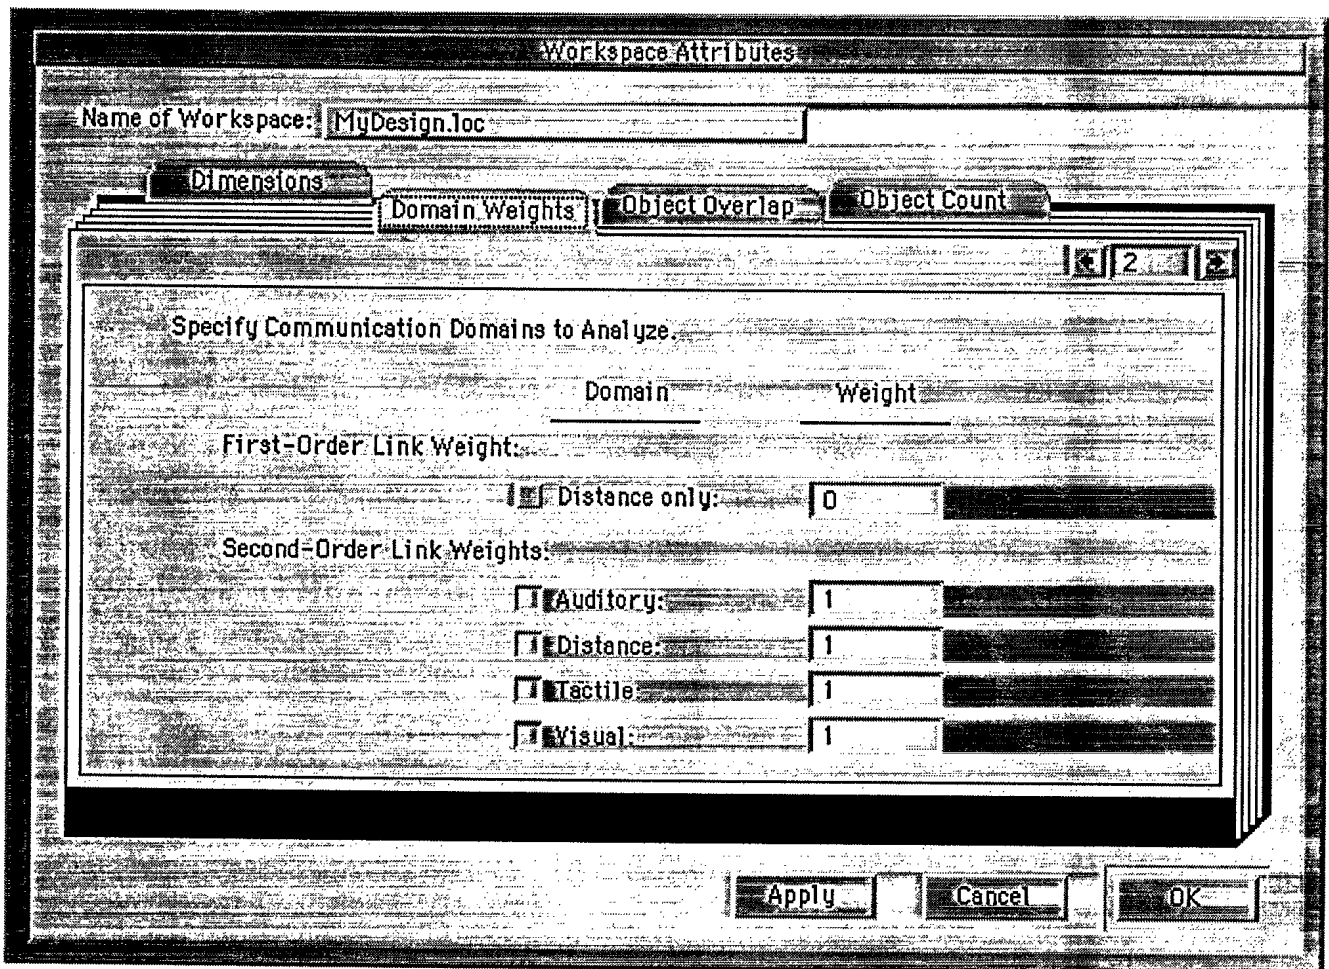 Workspace Attributes
Name of Workspace: MyDesign.loc
Dimensions
Domain Weights Object Overlap Object Count
2
Specify Communication Domains to Analyze.
Domain Weight
First-Order Link Weight:
Distance only: 0
Second-Order Link Weights:
Auditory: 1
Distance: 1
Tactile: 1
Visual: 1
Apply Cancel OK